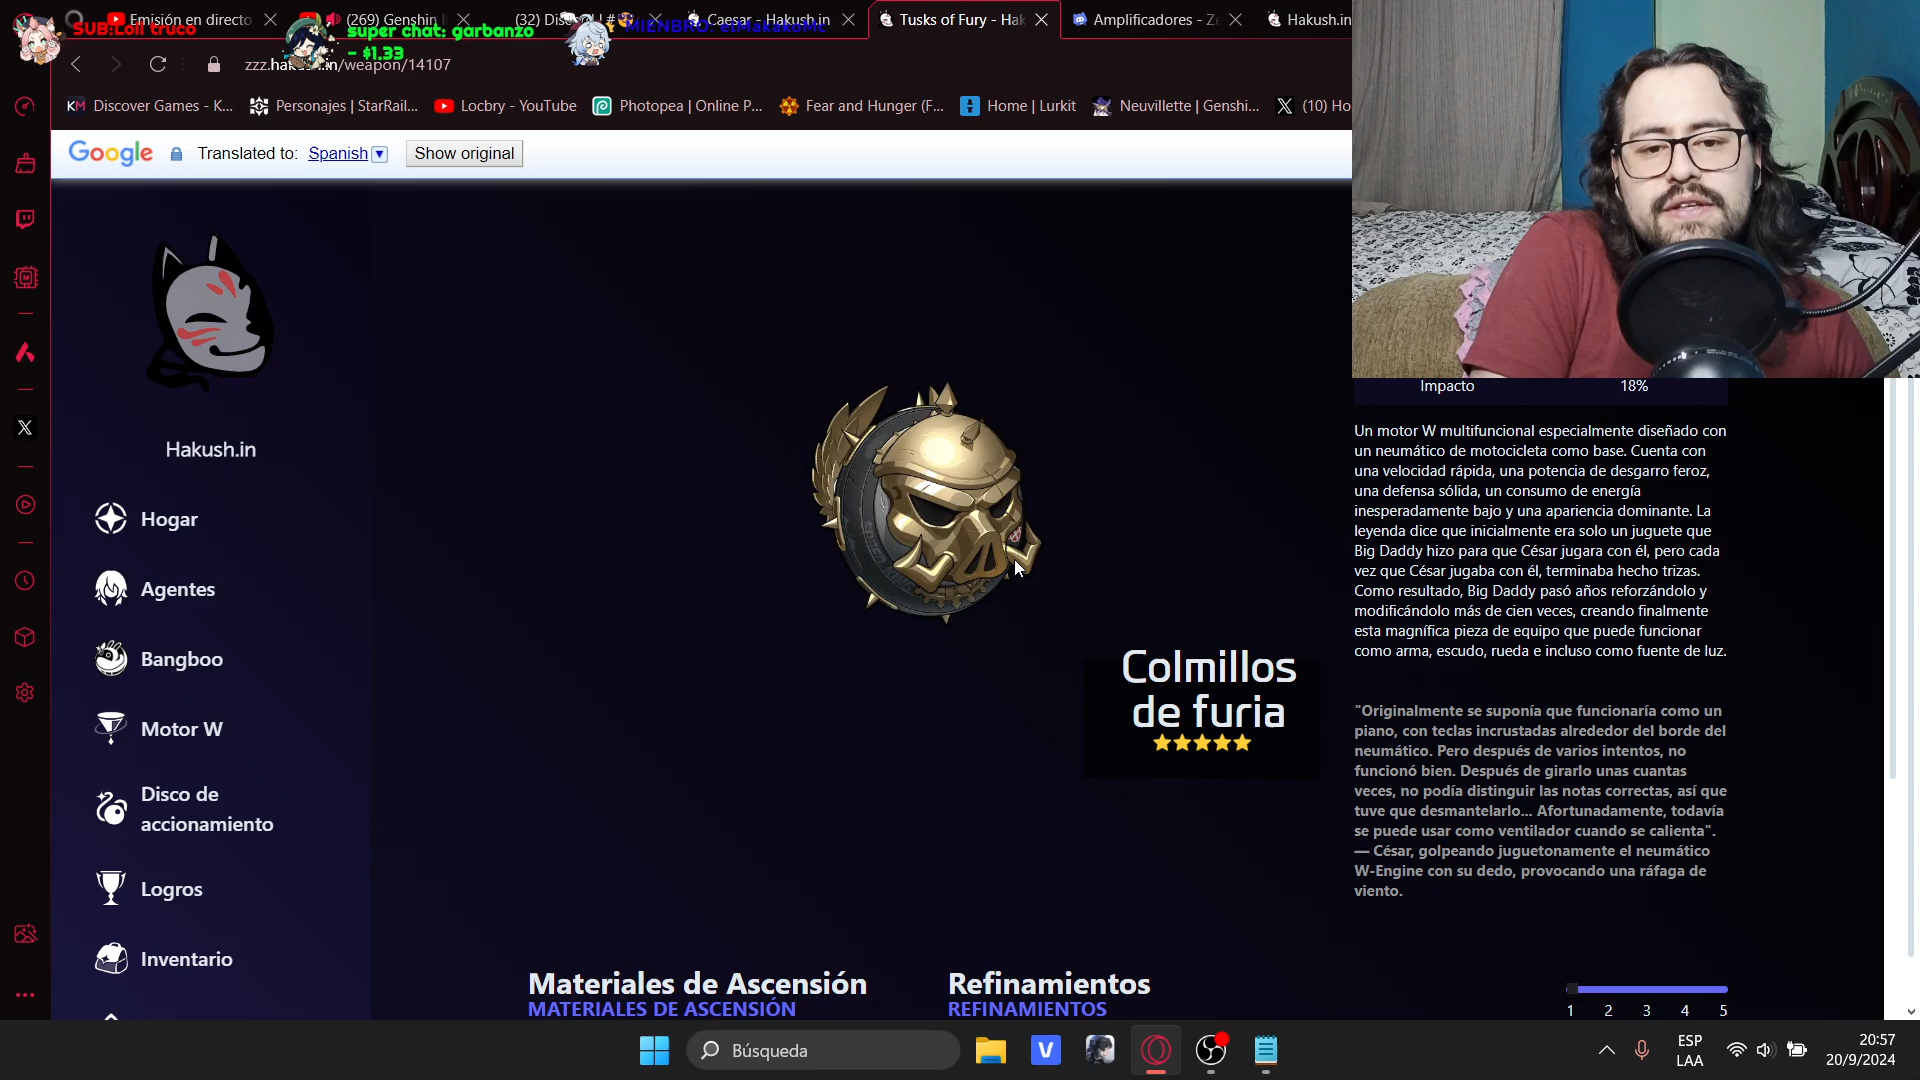 Emisión en directo
(269) Genshin I
(32) Dis
Caesar - Hakush.in
Tusks of Fury - Hak
Amplificadores - Ze
Hakush.in
SUB:Loli truco
super chat: garbanzo
- $1.33
MIENBRO: etMakakoMc
zzz.hakush.in/weapon/14107
Discover Games - K...
Personajes | StarRail...
Locbry - YouTube
Photopea | Online P...
Fear and Hunger (F...
Home | Lurkit
Neuvillette | Genshi...
(10) Ho
Google
Translated to:
Spanish
Show original
Hakush.in
Hogar
Agentes
Bangboo
Motor W
Disco de
accionamiento
Logros
Inventario
Colmillos
de furia
Impacto
18%
Un motor W multifuncional especialmente diseñado con
un neumático de motocicleta como base. Cuenta con
una velocidad rápida, una potencia de desgarro feroz,
una defensa sólida, un consumo de energía
inesperadamente bajo y una apariencia dominante. La
leyenda dice que inicialmente era solo un juguete que
Big Daddy hizo para que César jugara con él, pero cada
vez que César jugaba con él, terminaba hecho trizas.
Como resultado, Big Daddy pasó años reforzándolo y
modificándolo más de cien veces, creando finalmente
esta magnífica pieza de equipo que puede funcionar
como arma, escudo, rueda e incluso como fuente de luz.
"Originalmente se suponía que funcionaría como un
piano, con teclas incrustadas alrededor del borde del
neumático. Pero después de varios intentos, no
funcionó bien. Después de girarlo unas cuantas
veces, no podía distinguir las notas correctas, así que
tuve que desmantelarlo... Afortunadamente, todavía
se puede usar como ventilador cuando se calienta".
— César, golpeando juguetonamente el neumático
W-Engine con su dedo, provocando una ráfaga de
viento.
Materiales de Ascensión
MATERIALES DE ASCENSIÓN
Refinamientos
REFINAMIENTOS
1 2 3 4 5
Búsqueda
ESP
LAA
20:57
20/9/2024